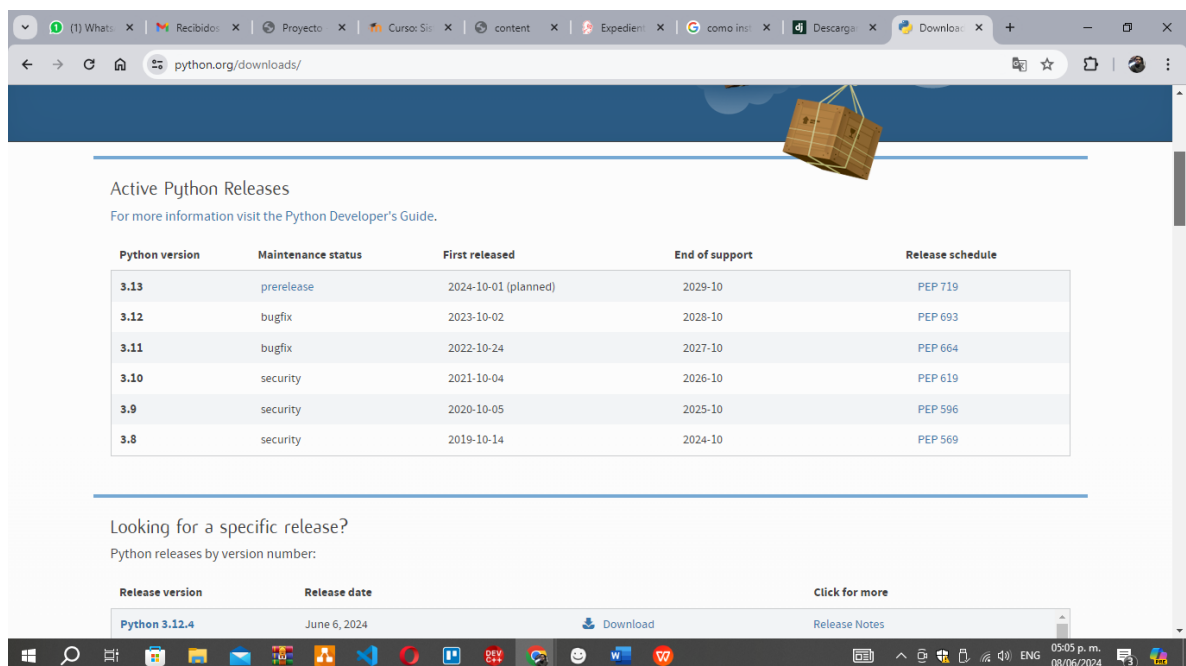 (1) Whats
Recibidos
Proyecto
Curso: Sis
content
Expedient
como inst
Descarga
Download
python.org/downloads/
Active Python Releases
For more information visit the Python Developer's Guide.
Python version Maintenance status First released End of support Release schedule
3.13 prerelease 2024-10-01 (planned) 2029-10 PEP 719
3.12 bugfix 2023-10-02 2028-10 PEP 693
3.11 bugfix 2022-10-24 2027-10 PEP 664
3.10 security 2021-10-04 2026-10 PEP 619
3.9 security 2020-10-05 2025-10 PEP 596
3.8 security 2019-10-14 2024-10 PEP 569
Looking for a specific release?
Python releases by version number:
Release version Release date Click for more
Python 3.12.4 June 6, 2024 Download Release Notes
DEV
C++
ENG
05:05 p. m.
08/06/2024